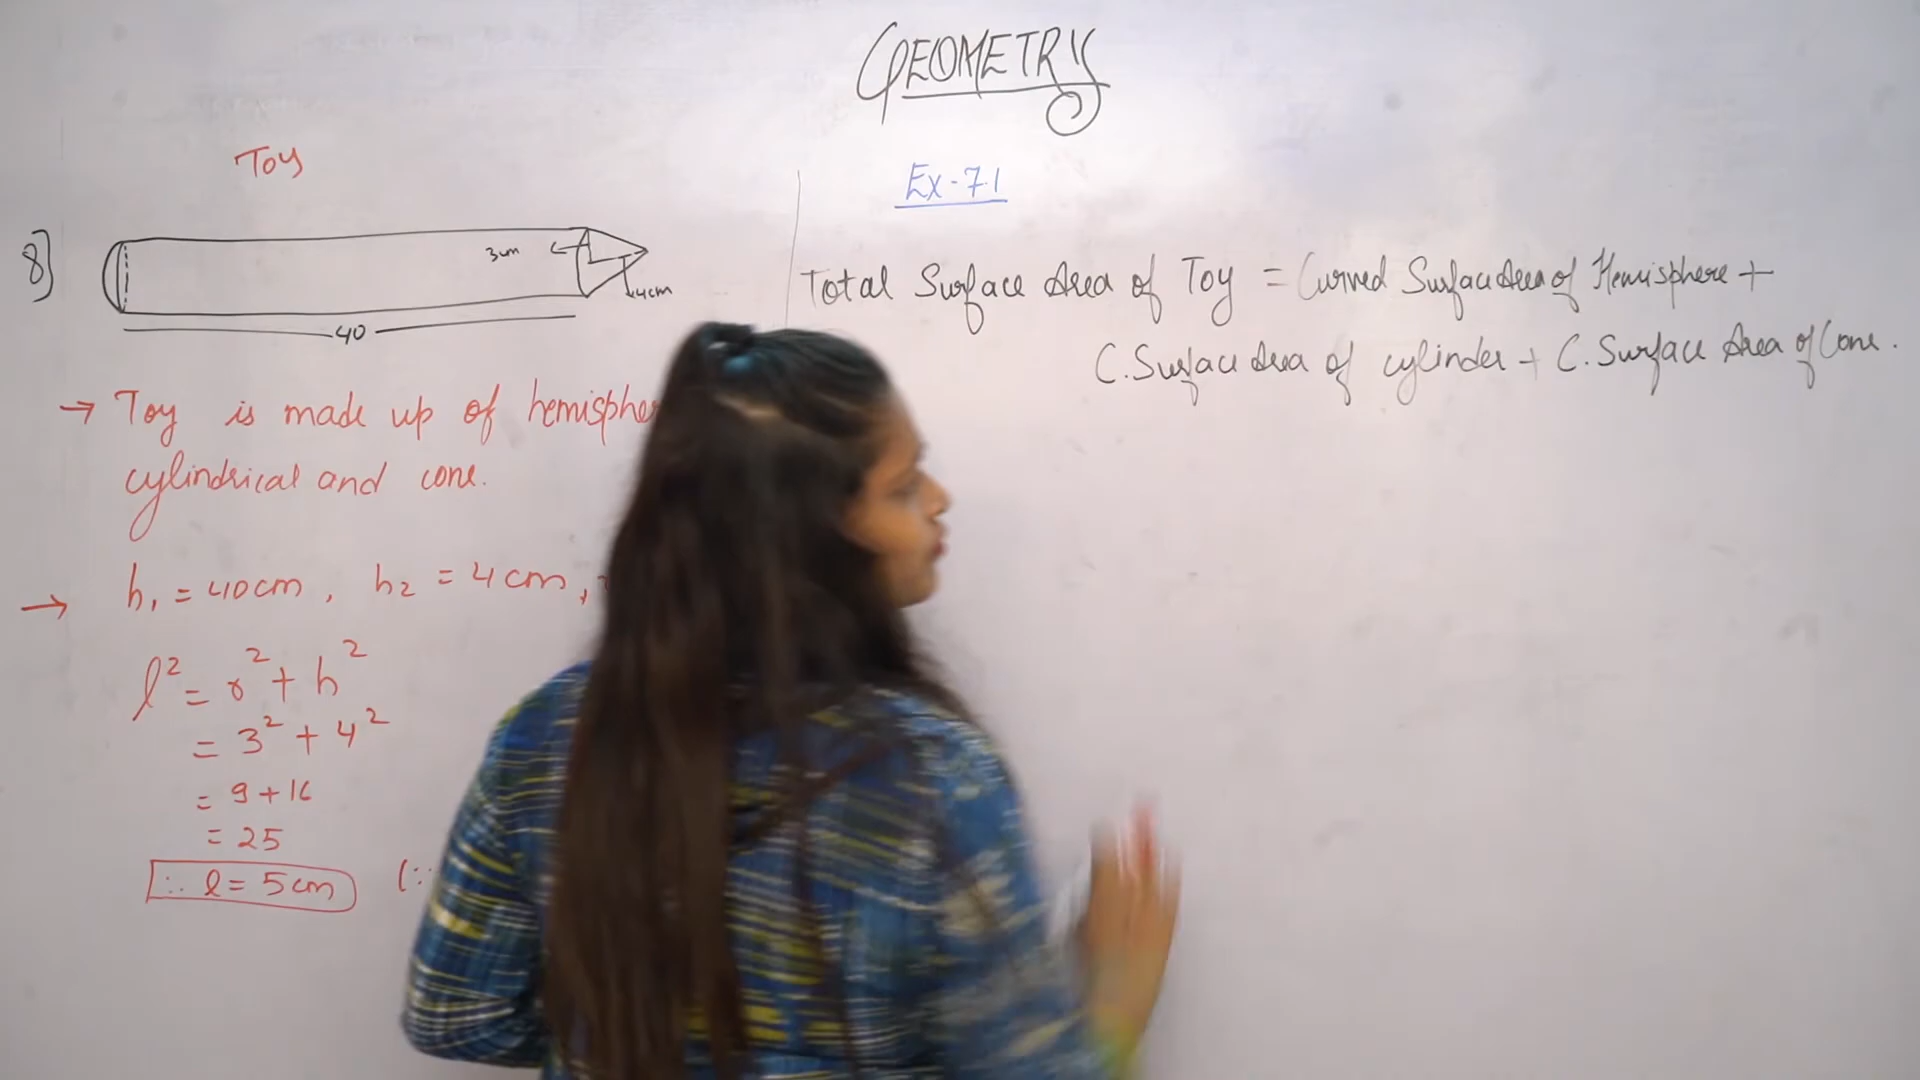 GEOMETRY
Ex-7.1
Toy
8]
3cm
4cm
40
→ Toy is made up of hemispher
cylindrical and cone.
→ h₁ = 40cm, h₂ = 4cm,
l² = r² + h²
= 3² + 4²
= 9 + 16
= 25
∴ l = 5cm (∵
Total Surface Area of Toy = Curved Surface Area of Hemisphere +
C. Surface Area of cylinder + C. Surface Area of Cone.